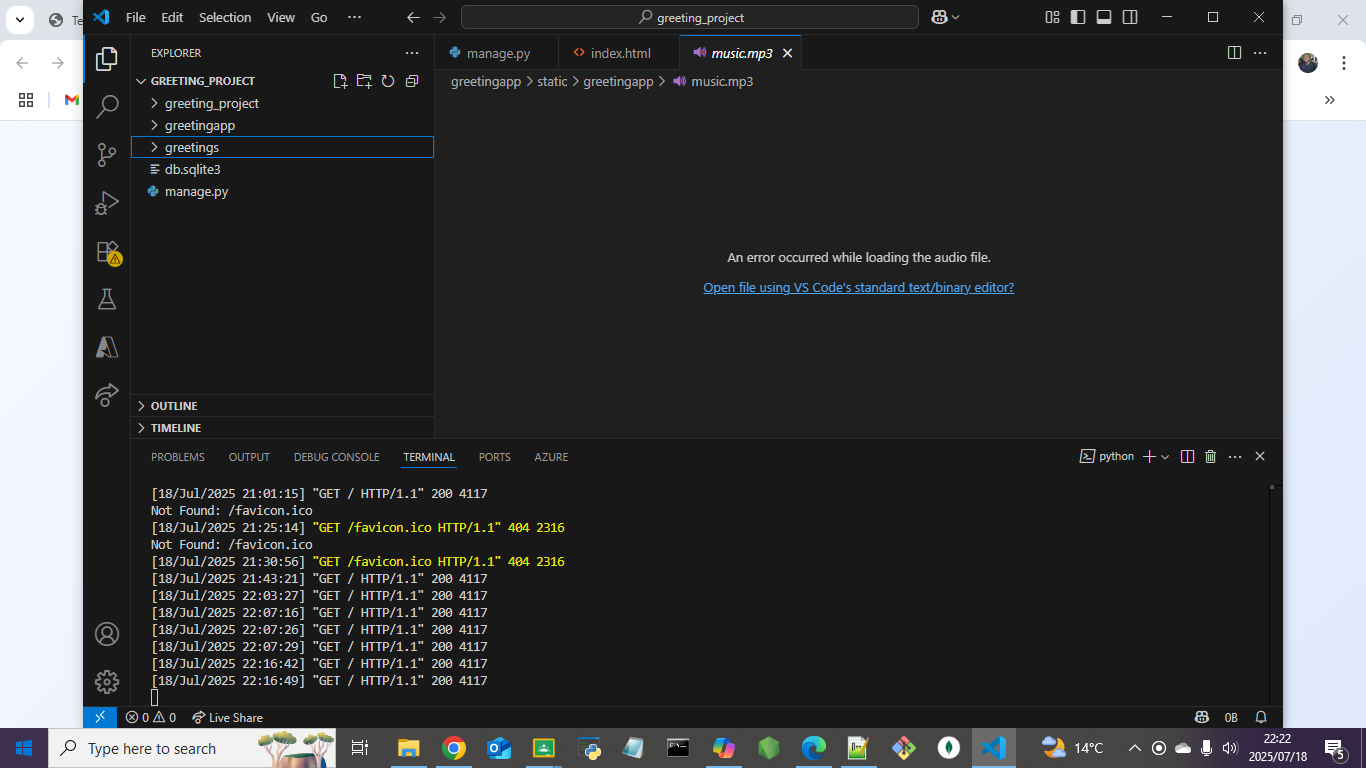 Te
File Edit Selection View Go ···
greeting_project
EXPLORER
GREETING_PROJECT
greeting_project
greetingapp
greetings
db.sqlite3
manage.py
OUTLINE
TIMELINE
manage.py index.html music.mp3
greetingapp > static > greetingapp > music.mp3
An error occurred while loading the audio file.
Open file using VS Code's standard text/binary editor?
PROBLEMS OUTPUT DEBUG CONSOLE TERMINAL PORTS AZURE
python
[18/Jul/2025 21:01:15] "GET / HTTP/1.1" 200 4117
Not Found: /favicon.ico
[18/Jul/2025 21:25:14] "GET /favicon.ico HTTP/1.1" 404 2316
Not Found: /favicon.ico
[18/Jul/2025 21:30:56] "GET /favicon.ico HTTP/1.1" 404 2316
[18/Jul/2025 21:43:21] "GET / HTTP/1.1" 200 4117
[18/Jul/2025 22:03:27] "GET / HTTP/1.1" 200 4117
[18/Jul/2025 22:07:16] "GET / HTTP/1.1" 200 4117
[18/Jul/2025 22:07:26] "GET / HTTP/1.1" 200 4117
[18/Jul/2025 22:07:29] "GET / HTTP/1.1" 200 4117
[18/Jul/2025 22:16:42] "GET / HTTP/1.1" 200 4117
[18/Jul/2025 22:16:49] "GET / HTTP/1.1" 200 4117
0 0 Live Share 0B
Type here to search
14°C
22:22
2025/07/18
5